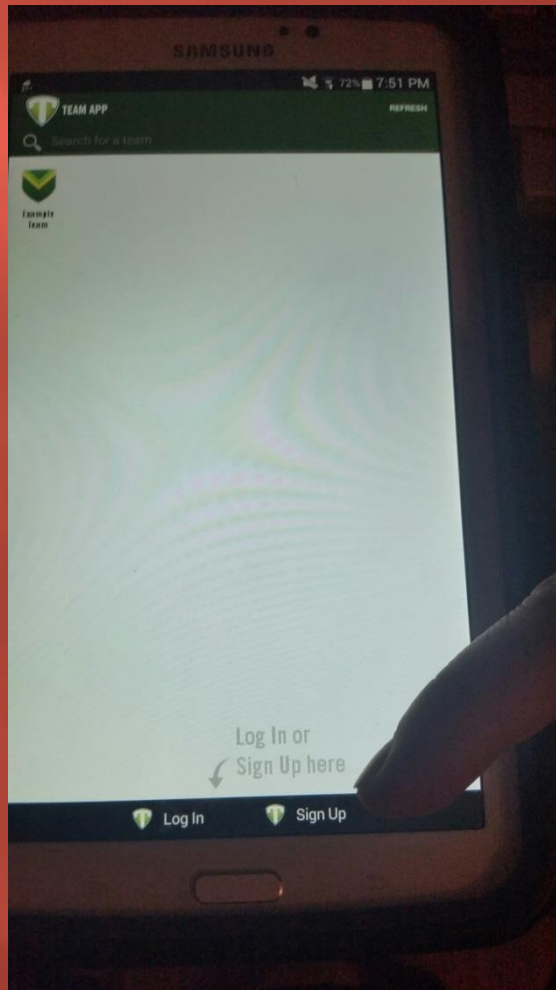 SAMSUNG
72% 7:51 PM
TEAM APP
REFRESH
Search for a team
Example
Team
Log In or
Sign Up here
Log In
Sign Up